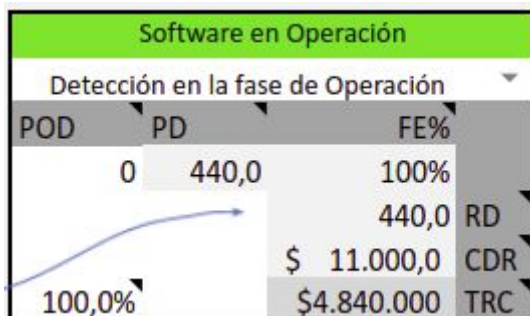 Software en Operación
Detección en la fase de Operación
POD PD FE%
0 440,0 100%
440,0 RD
$ 11.000,0 CDR
100,0% $4.840.000 TRC